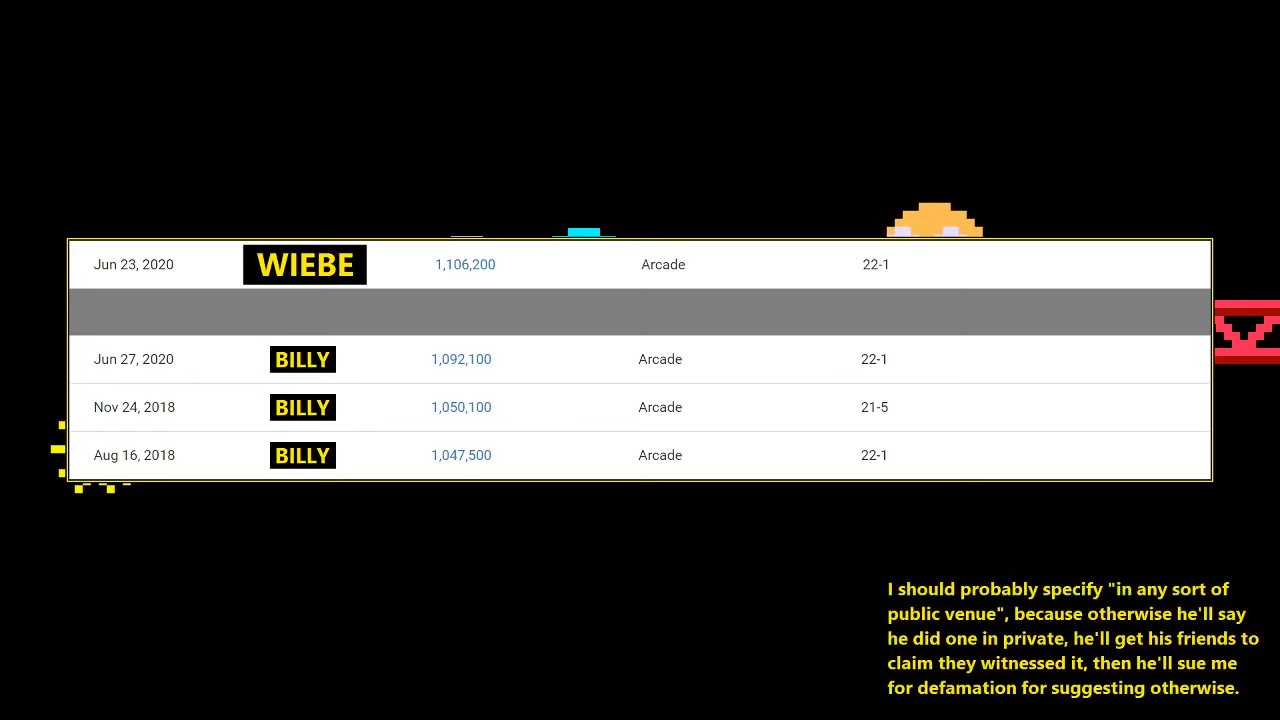 Jun 23, 2020 WIEBE 1,106,200 Arcade 22-1
Jun 27, 2020 BILLY 1,092,100 Arcade 22-1
Nov 24, 2018 BILLY 1,050,100 Arcade 21-5
Aug 16, 2018 BILLY 1,047,500 Arcade 22-1
I should probably specify "in any sort of
public venue", because otherwise he'll say
he did one in private, he'll get his friends to
claim they witnessed it, then he'll sue me
for defamation for suggesting otherwise.